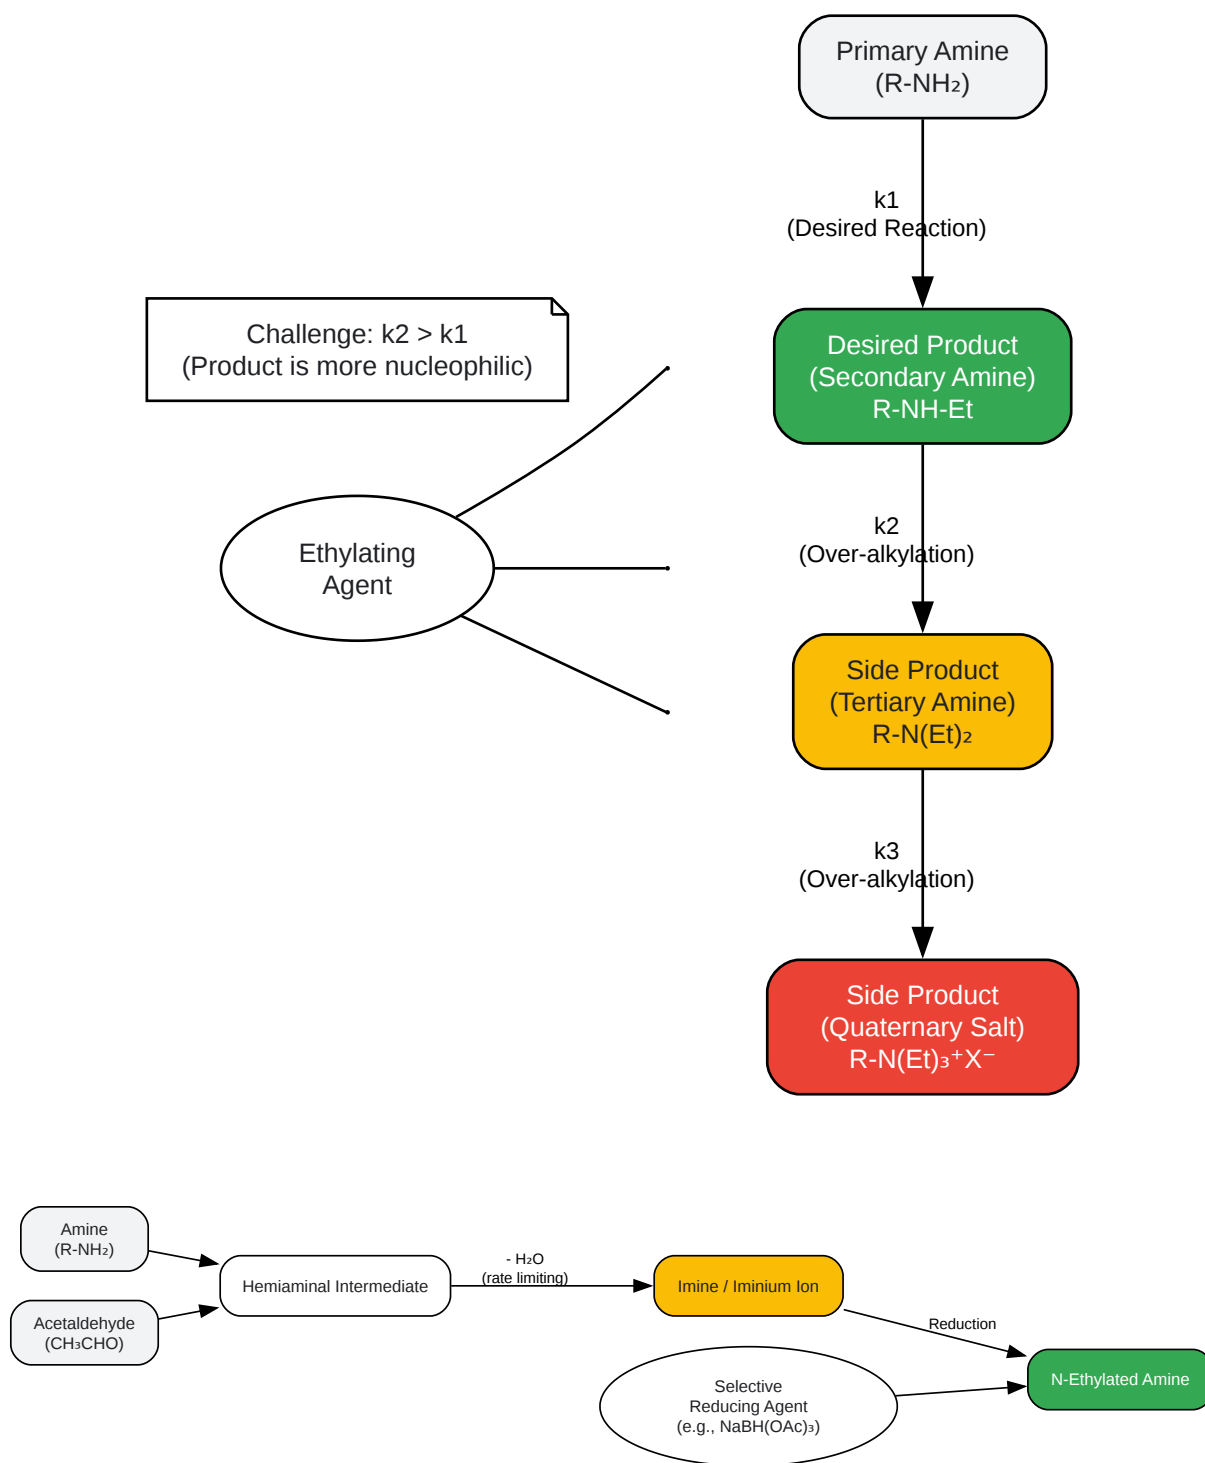 Primary Amine
(R-NH₂)
k1
(Desired Reaction)
Challenge: k2 > k1
(Product is more nucleophilic)
Desired Product
(Secondary Amine)
R-NH-Et
Ethylating
Agent
k2
(Over-alkylation)
Side Product
(Tertiary Amine)
R-N(Et)₂
k3
(Over-alkylation)
Side Product
(Quaternary Salt)
R-N(Et)₃⁺X⁻
Amine
(R-NH₂)
Acetaldehyde
(CH₃CHO)
Hemiaminal Intermediate
- H₂O
(rate limiting)
Imine / Iminium Ion
Reduction
Selective
Reducing Agent
(e.g., NaBH(OAc)₃)
N-Ethylated Amine